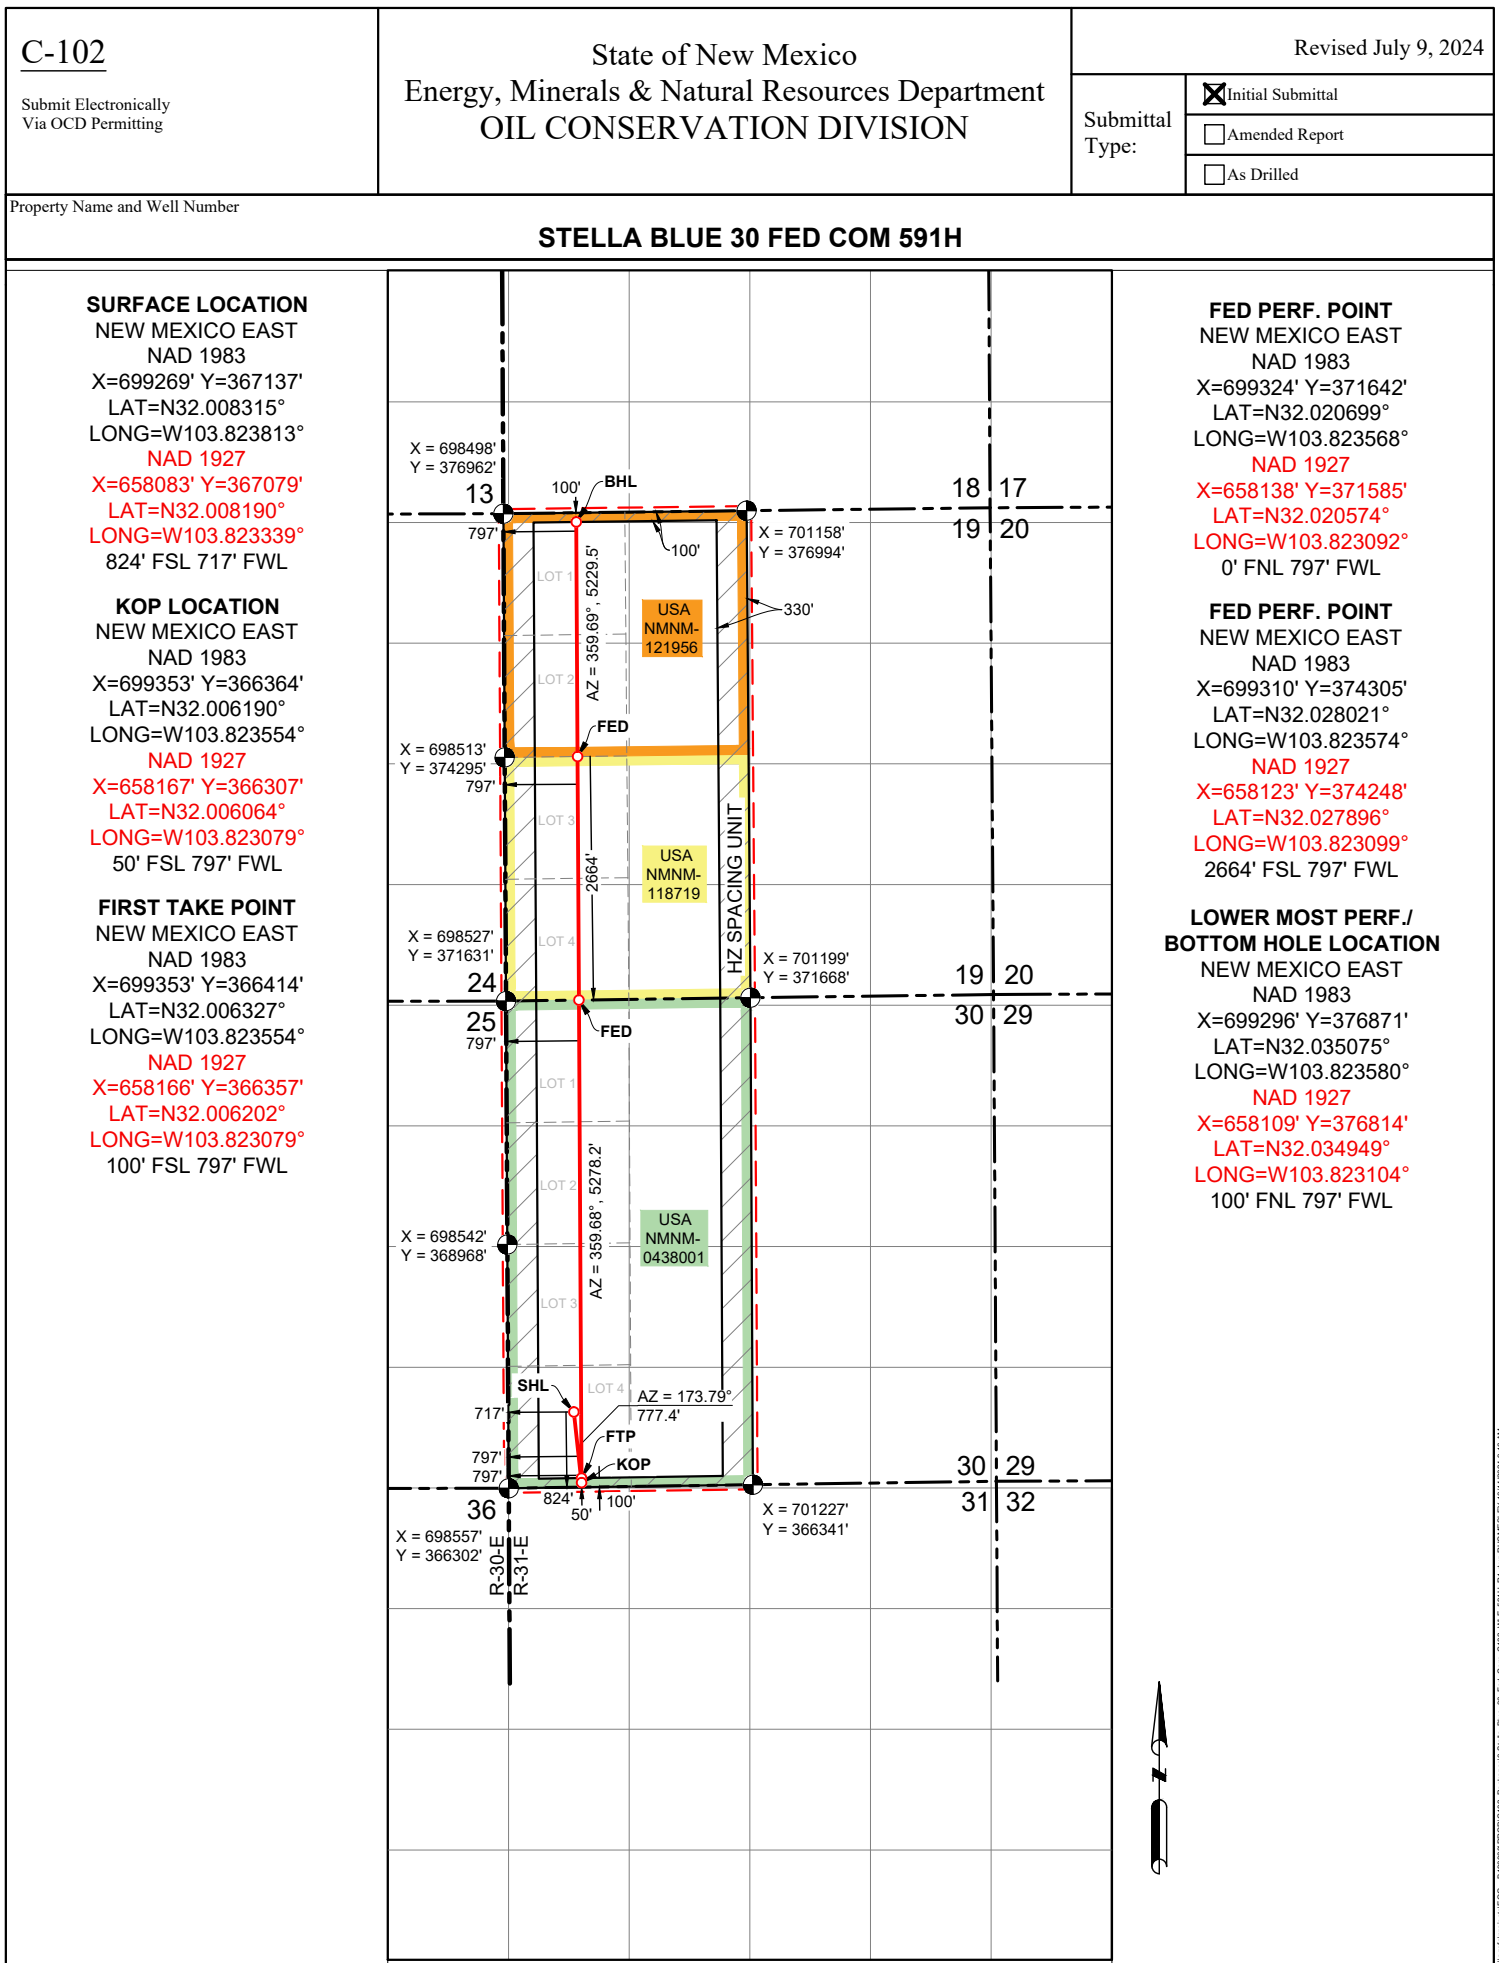 C-102
Submit Electronically
Via OCD Permitting
State of New Mexico
Energy, Minerals & Natural Resources Department
OIL CONSERVATION DIVISION
Revised July 9, 2024
Submittal
Type:
Initial Submittal
Amended Report
As Drilled
Property Name and Well Number
STELLA BLUE 30 FED COM 591H
SURFACE LOCATION
NEW MEXICO EAST
NAD 1983
X=699269' Y=367137'
LAT=N32.008315°
LONG=W103.823813°
NAD 1927
X=658083' Y=367079'
LAT=N32.008190°
LONG=W103.823339°
824' FSL 717' FWL
KOP LOCATION
NEW MEXICO EAST
NAD 1983
X=699353' Y=366364'
LAT=N32.006190°
LONG=W103.823554°
NAD 1927
X=658167' Y=366307'
LAT=N32.006064°
LONG=W103.823079°
50' FSL 797' FWL
FIRST TAKE POINT
NEW MEXICO EAST
NAD 1983
X=699353' Y=366414'
LAT=N32.006327°
LONG=W103.823554°
NAD 1927
X=658166' Y=366357'
LAT=N32.006202°
LONG=W103.823079°
100' FSL 797' FWL
X = 698498'
Y = 376962'
13
100'
BHL
18
17
797'
100'
X = 701158'
Y = 376994'
19
20
LOT 1
AZ = 359.69°, 5229.5'
USA
NMNM-
121956
330'
LOT 2
FED
X = 698513'
Y = 374295'
797'
LOT 3
2664'
USA
NMNM-
118719
HZ SPACING UNIT
LOT 4
X = 698527'
Y = 371631'
X = 701199'
Y = 371668'
24
19
20
25
30
29
797'
FED
LOT 1
AZ = 359.68°, 5278.2'
LOT 2
USA
NMNM-
0438001
X = 698542'
Y = 368968'
LOT 3
SHL
LOT 4
AZ = 173.79°
777.4'
717'
FTP
797'
797'
KOP
30
29
824'
50'
100'
36
31
32
X = 701227'
Y = 366341'
X = 698557'
Y = 366302'
R-30-E
R-31-E
FED PERF. POINT
NEW MEXICO EAST
NAD 1983
X=699324' Y=371642'
LAT=N32.020699°
LONG=W103.823568°
NAD 1927
X=658138' Y=371585'
LAT=N32.020574°
LONG=W103.823092°
0' FNL 797' FWL
FED PERF. POINT
NEW MEXICO EAST
NAD 1983
X=699310' Y=374305'
LAT=N32.028021°
LONG=W103.823574°
NAD 1927
X=658123' Y=374248'
LAT=N32.027896°
LONG=W103.823099°
2664' FSL 797' FWL
LOWER MOST PERF./
BOTTOM HOLE LOCATION
NEW MEXICO EAST
NAD 1983
X=699296' Y=376871'
LAT=N32.035075°
LONG=W103.823580°
NAD 1927
X=658109' Y=376814'
LAT=N32.034949°
LONG=W103.823104°
100' FNL 797' FWL
N